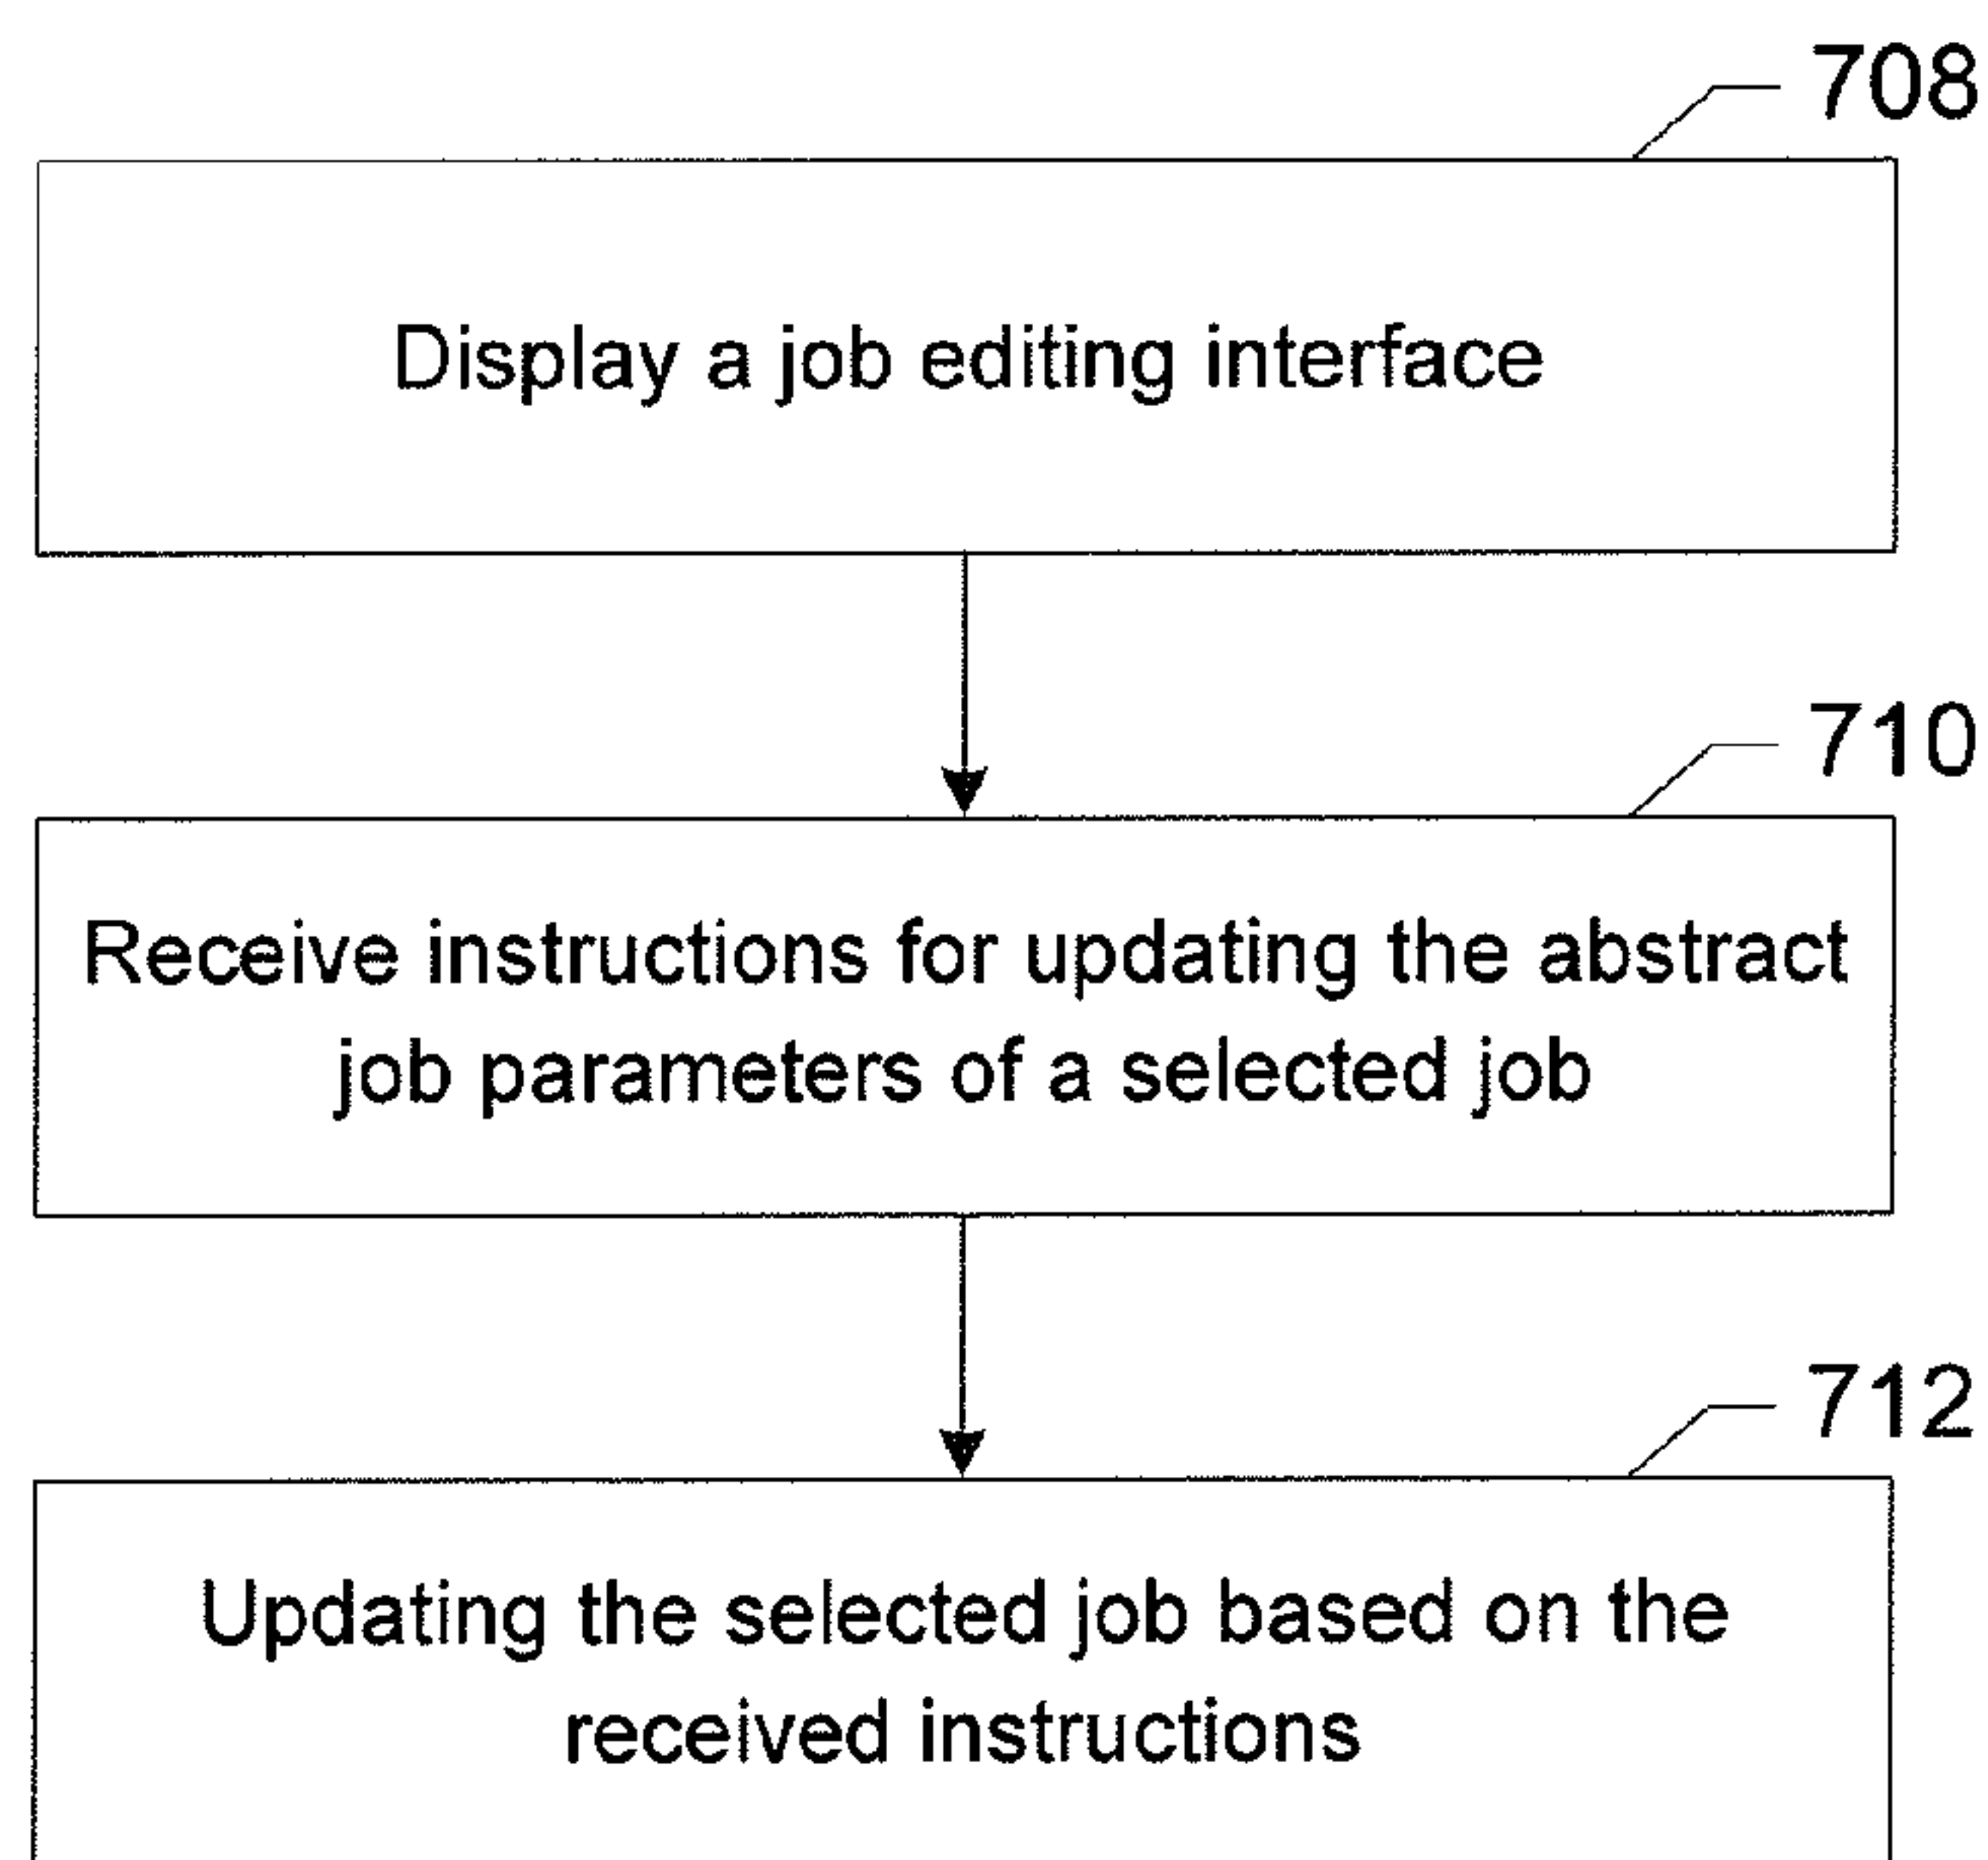 708
Display a job editing interface
710
Receive instructions for updating the abstract
job parameters of a selected job
712
Updating the selected job based on the
received instructions